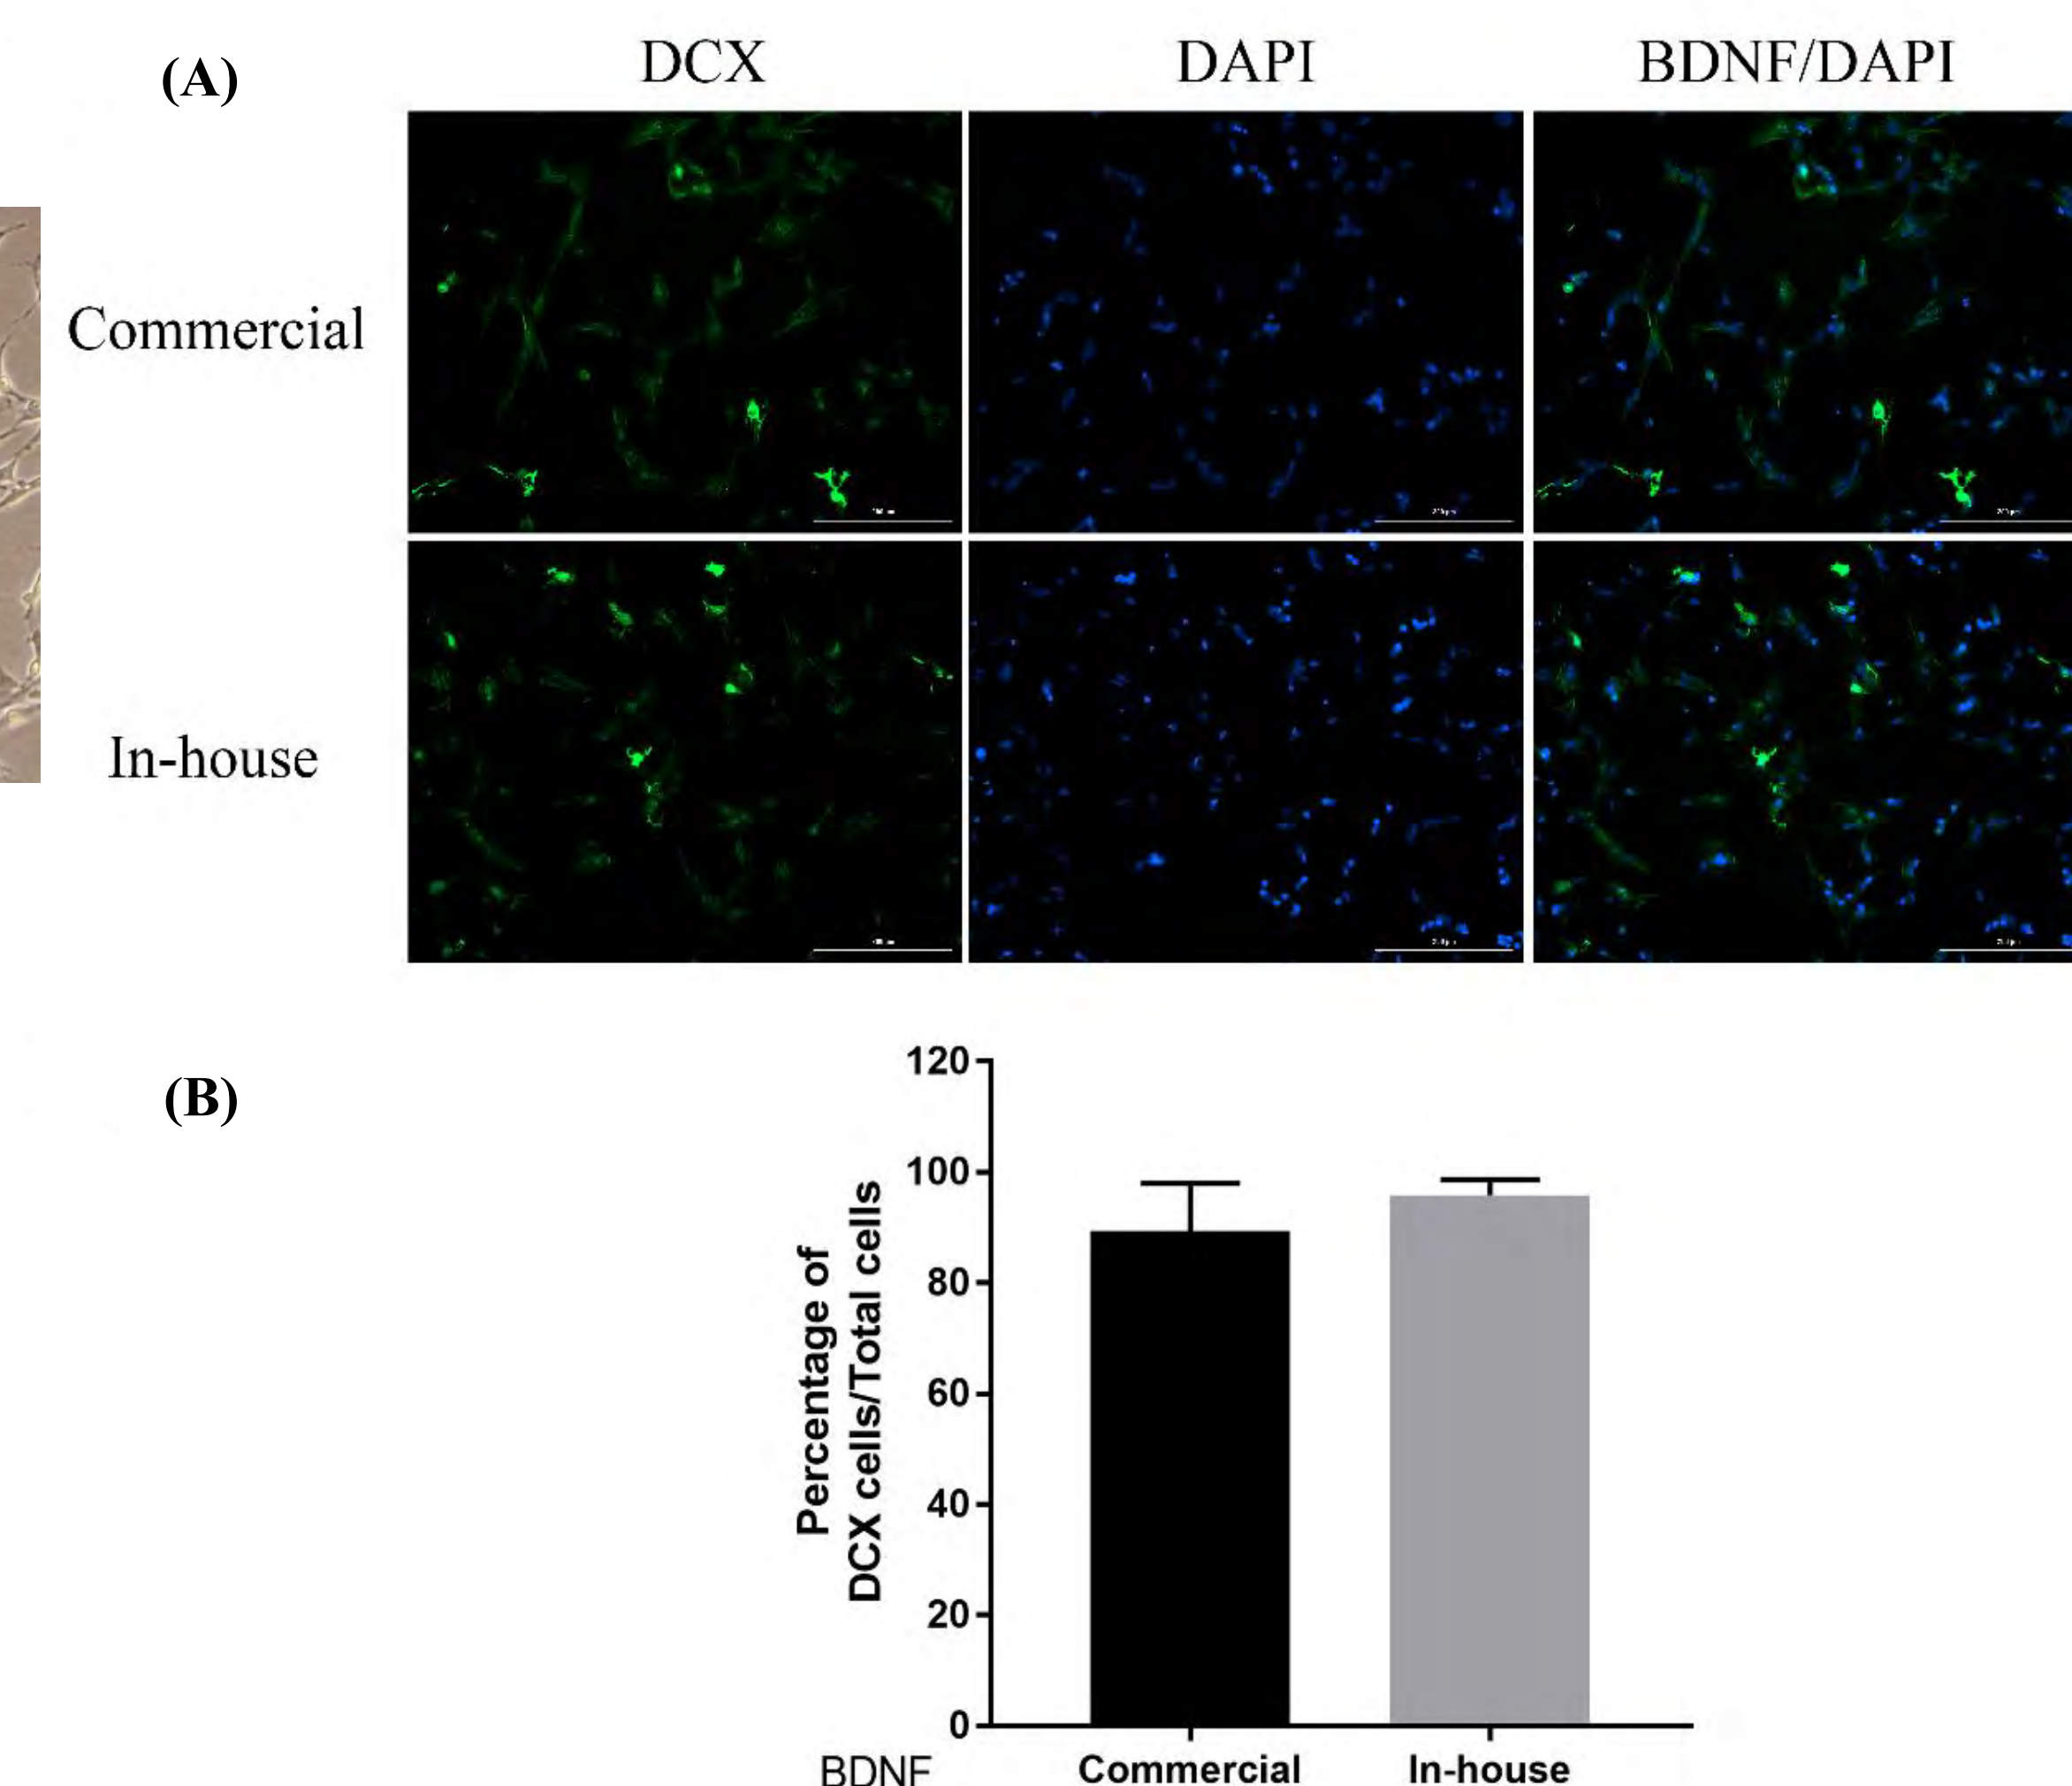 (A)
DCX
DAPI
BDNF/DAPI
Commercial
In-house
(B)
120
100
80
60
40
20
0
Percentage of
DCX cells/Total cells
BDNF
Commercial
In-house